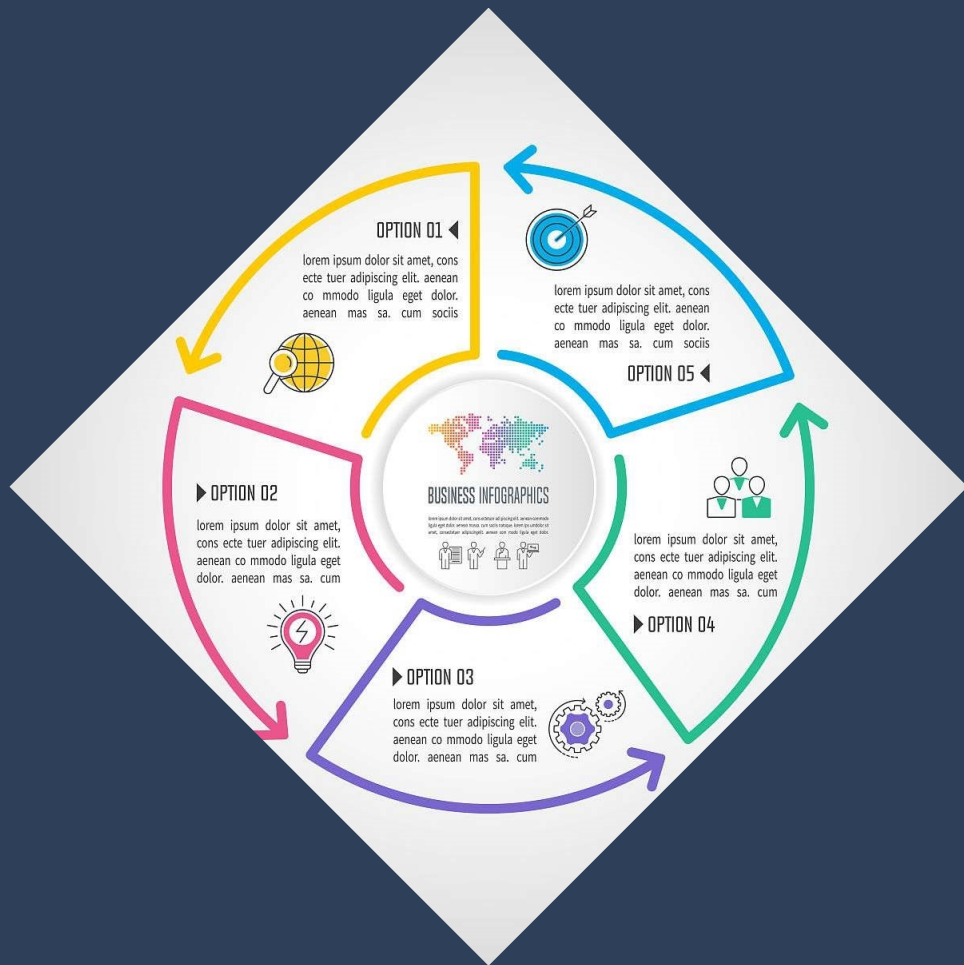 OPTION 01
lorem ipsum dolor sit amet, cons
ecte tuer adipiscing elit. aenean
co mmodo ligula eget dolor.
aenean mas sa. cum sociis
OPTION 02
lorem ipsum dolor sit amet,
cons ecte tuer adipiscing elit.
aenean co mmodo ligula eget
dolor. aenean mas sa. cum
OPTION 03
lorem ipsum dolor sit amet,
cons ecte tuer adipiscing elit.
aenean co mmodo ligula eget
dolor. aenean mas sa. cum
lorem ipsum dolor sit amet,
cons ecte tuer adipiscing elit.
aenean co mmodo ligula eget
dolor. aenean mas sa. cum
OPTION 04
lorem ipsum dolor sit amet, cons
ecte tuer adipiscing elit. aenean
co mmodo ligula eget dolor.
aenean mas sa. cum sociis
OPTION 05
BUSINESS INFOGRAPHICS